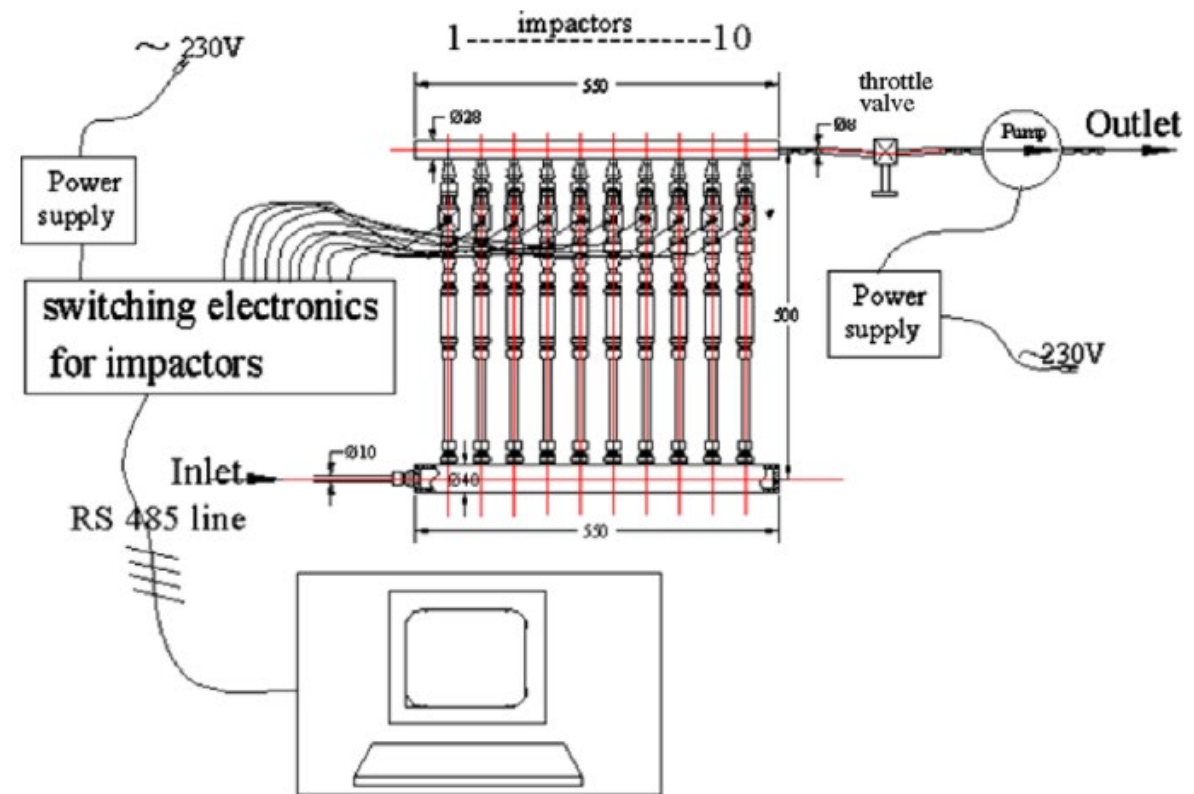 impactors
1 10
~ 230V
550
throttle
valve
Ø28
Ø8
Pump
Outlet
Power
supply
switching electronics
for impactors
500
Power
supply
~230V
Ø10
Inlet
Ø40
RS 485 line
550